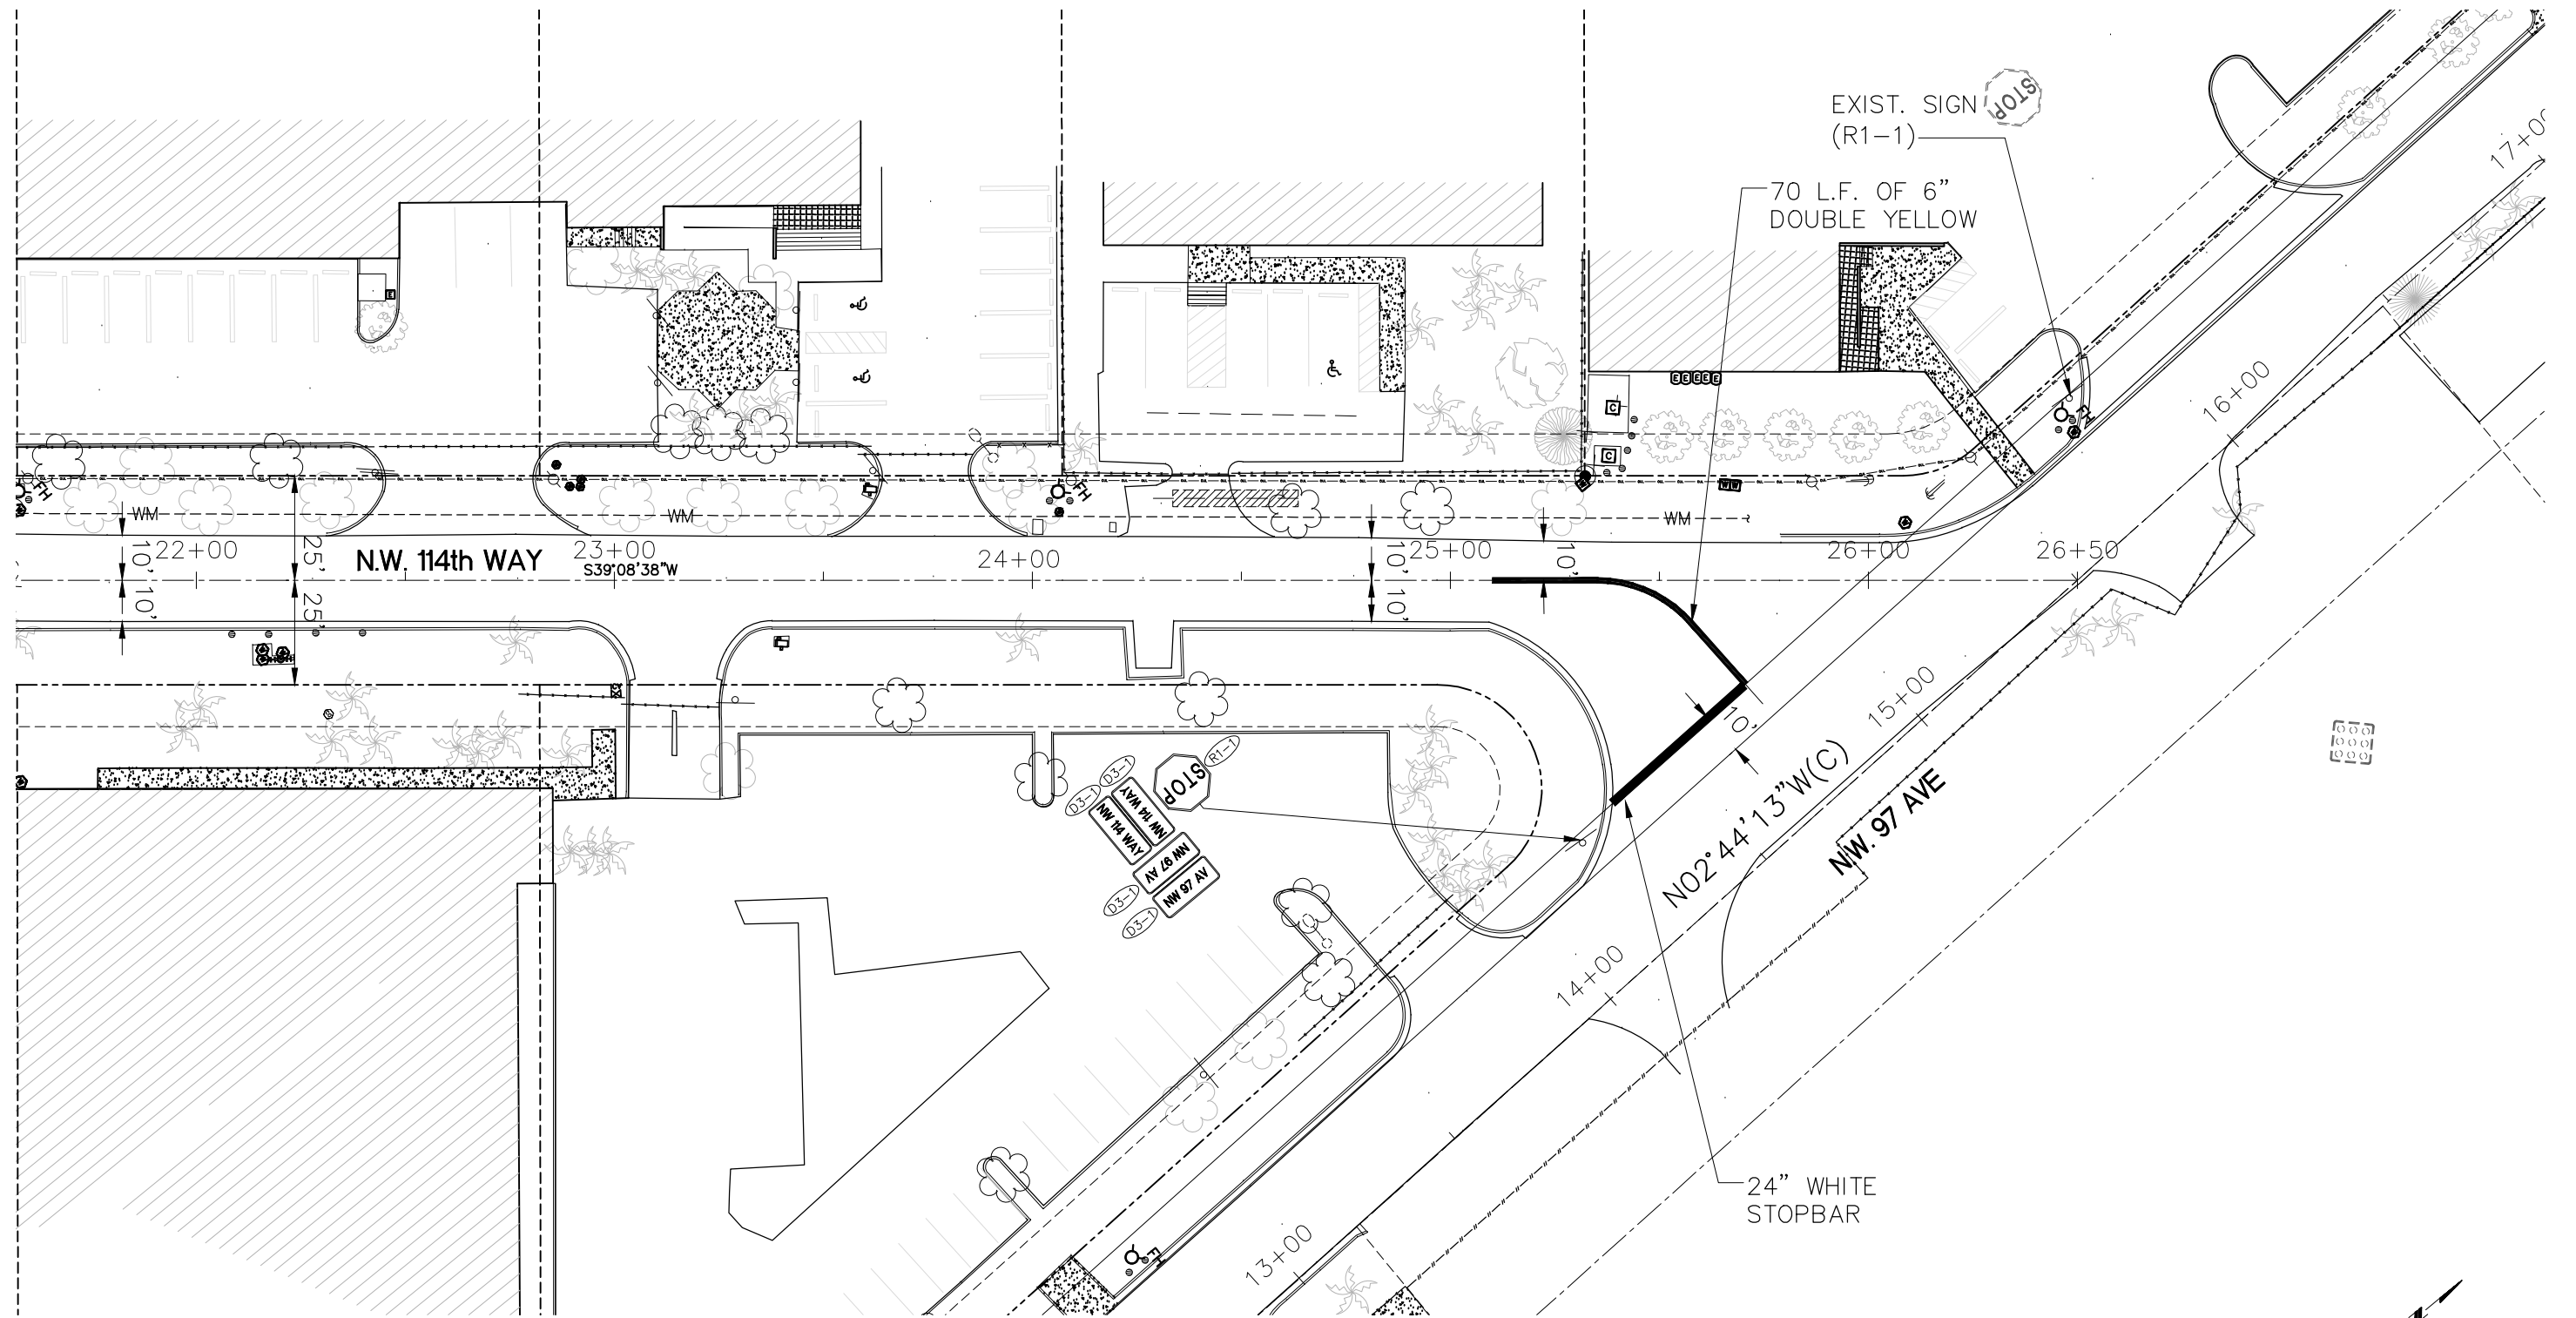 EXIST. SIGN
(R1-1)
STOP
70 L.F. OF 6"
DOUBLE YELLOW
17+00
16+00
E
E E E E E
C
C
FH
FH
FH
WM
WM
WM
W W
22+00
23+00
24+00
25+00
26+00
26+50
N.W. 114th WAY
S39°08'38"W
10'
10'
25'
25'
10'
10'
10'
10'
15+00
N02°44'13"W(C)
N.W. 97 AVE
STOP
R1-1
D3-1
D3-1
NW 114 WAY
NW 114 WAY
NW 97 AV
NW 97 AV
D3-1
D3-1
14+00
24" WHITE
STOPBAR
13+00
FH